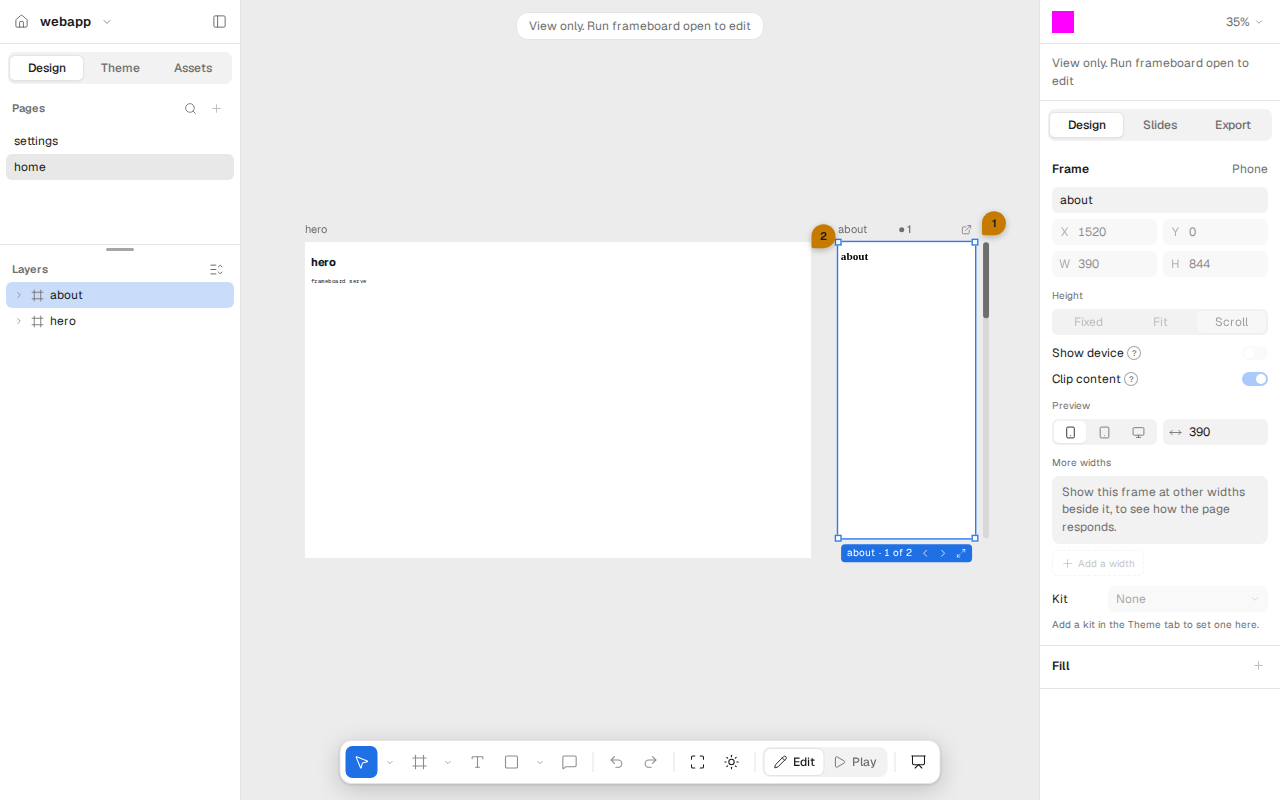 webapp
Design
Theme
Assets
Pages
settings
home
Layers
about
hero
View only. Run frameboard open to edit
hero
hero
frameboard serve
2
about
1
1
about
about · 1 of 2
Edit
Play
35%
View only. Run frameboard open to
edit
Design
Slides
Export
Frame
Phone
about
X 1520
Y 0
W 390
H 844
Height
Fixed
Fit
Scroll
Show device ?
Clip content ?
Preview
390
More widths
Show this frame at other widths
beside it, to see how the page
responds.
Add a width
Kit
None
Add a kit in the Theme tab to set one here.
Fill